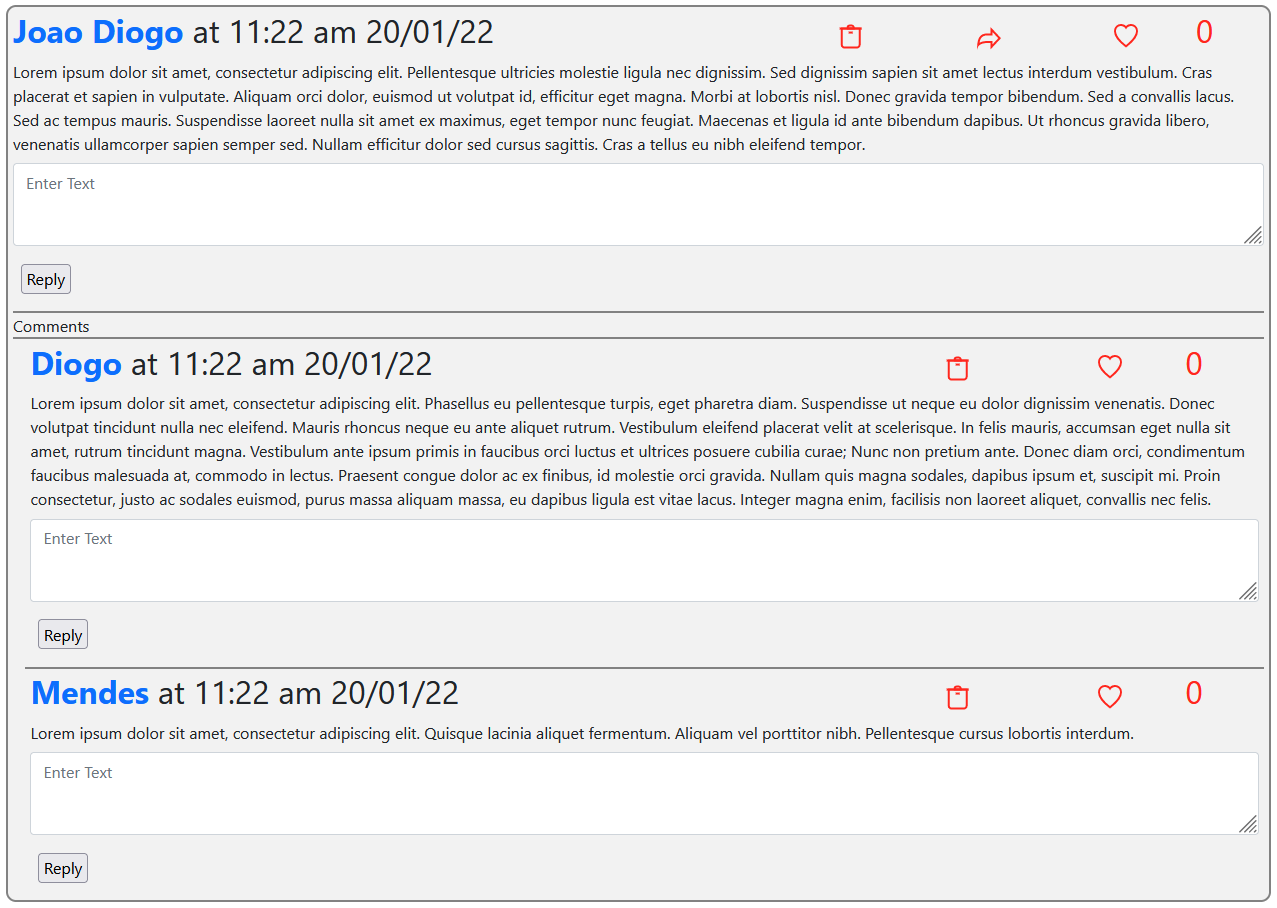 Joao Diogo at 11:22 am 20/01/22 0
Lorem ipsum dolor sit amet, consectetur adipiscing elit. Pellentesque ultricies molestie ligula nec dignissim. Sed dignissim sapien sit amet lectus interdum vestibulum. Cras
placerat et sapien in vulputate. Aliquam orci dolor, euismod ut volutpat id, efficitur eget magna. Morbi at lobortis nisl. Donec gravida tempor bibendum. Sed a convallis lacus.
Sed ac tempus mauris. Suspendisse laoreet nulla sit amet ex maximus, eget tempor nunc feugiat. Maecenas et ligula id ante bibendum dapibus. Ut rhoncus gravida libero,
venenatis ullamcorper sapien semper sed. Nullam efficitur dolor sed cursus sagittis. Cras a tellus eu nibh eleifend tempor.
Enter Text
Reply
Comments
Diogo at 11:22 am 20/01/22 0
Lorem ipsum dolor sit amet, consectetur adipiscing elit. Phasellus eu pellentesque turpis, eget pharetra diam. Suspendisse ut neque eu dolor dignissim venenatis. Donec
volutpat tincidunt nulla nec eleifend. Mauris rhoncus neque eu ante aliquet rutrum. Vestibulum eleifend placerat velit at scelerisque. In felis mauris, accumsan eget nulla sit
amet, rutrum tincidunt magna. Vestibulum ante ipsum primis in faucibus orci luctus et ultrices posuere cubilia curae; Nunc non pretium ante. Donec diam orci, condimentum
faucibus malesuada at, commodo in lectus. Praesent congue dolor ac ex finibus, id molestie orci gravida. Nullam quis magna sodales, dapibus ipsum et, suscipit mi. Proin
consectetur, justo ac sodales euismod, purus massa aliquam massa, eu dapibus ligula est vitae lacus. Integer magna enim, facilisis non laoreet aliquet, convallis nec felis.
Enter Text
Reply
Mendes at 11:22 am 20/01/22 0
Lorem ipsum dolor sit amet, consectetur adipiscing elit. Quisque lacinia aliquet fermentum. Aliquam vel porttitor nibh. Pellentesque cursus lobortis interdum.
Enter Text
Reply